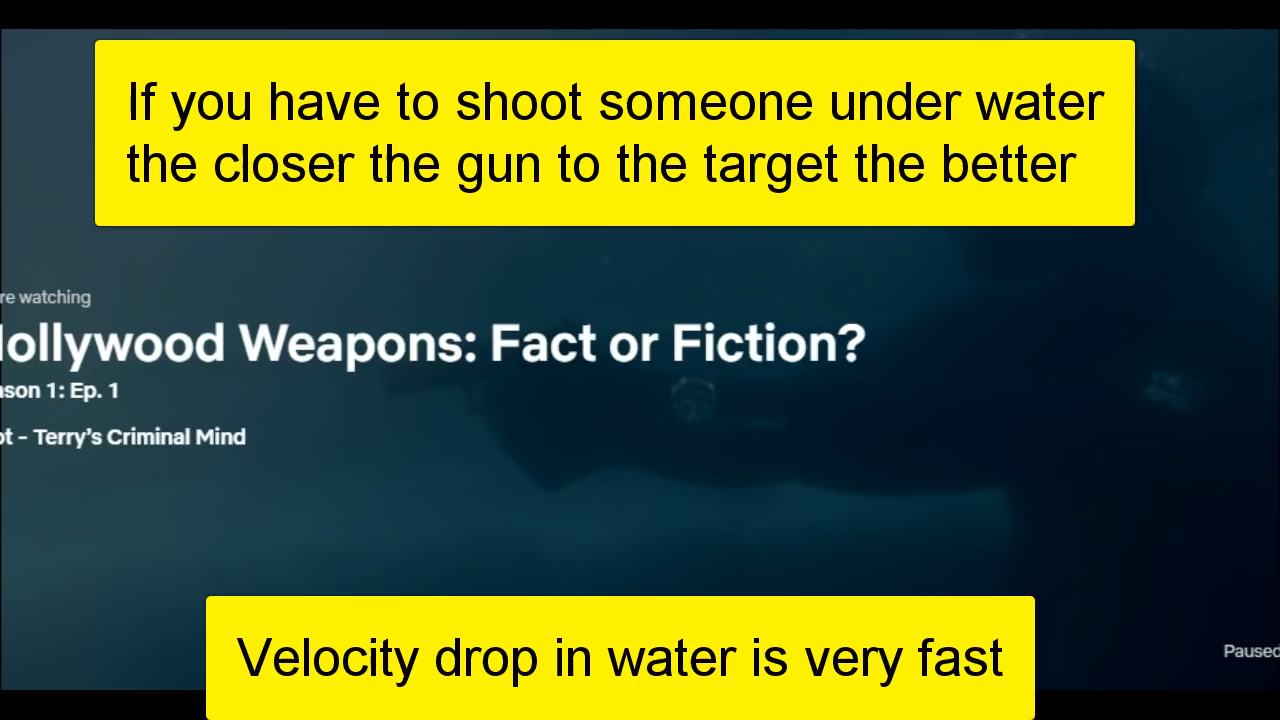 If you have to shoot someone under water
the closer the gun to the target the better
re watching
ollywood Weapons: Fact or Fiction?
ason 1: Ep. 1
ot - Terry's Criminal Mind
Velocity drop in water is very fast
Paused